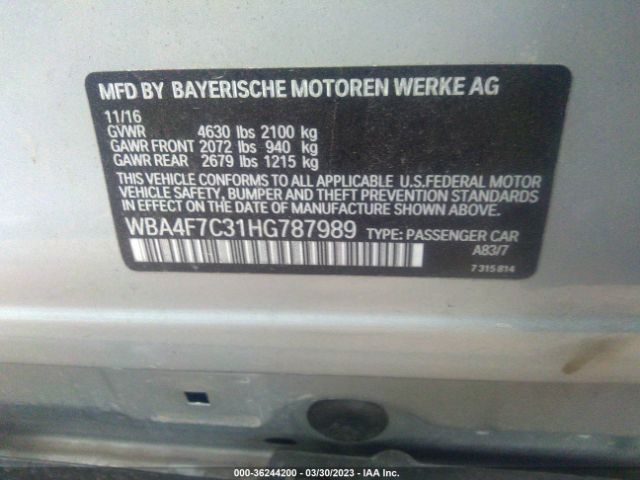 MFD BY BAYERISCHE MOTOREN WERKE AG
11/16
GVWR 4630 lbs 2100 kg
GAWR FRONT 2072 lbs 940 kg
GAWR REAR 2679 lbs 1215 kg
THIS VEHICLE CONFORMS TO ALL APPLICABLE U.S.FEDERAL MOTOR
VEHICLE SAFETY, BUMPER AND THEFT PREVENTION STANDARDS IN
EFFECT ON THE DATE OF MANUFACTURE SHOWN ABOVE.
WBA4F7C31HG787989 TYPE: PASSENGER CAR
A83/7
7 315 814
000-36244200 - 03/30/2023 - IAA Inc.